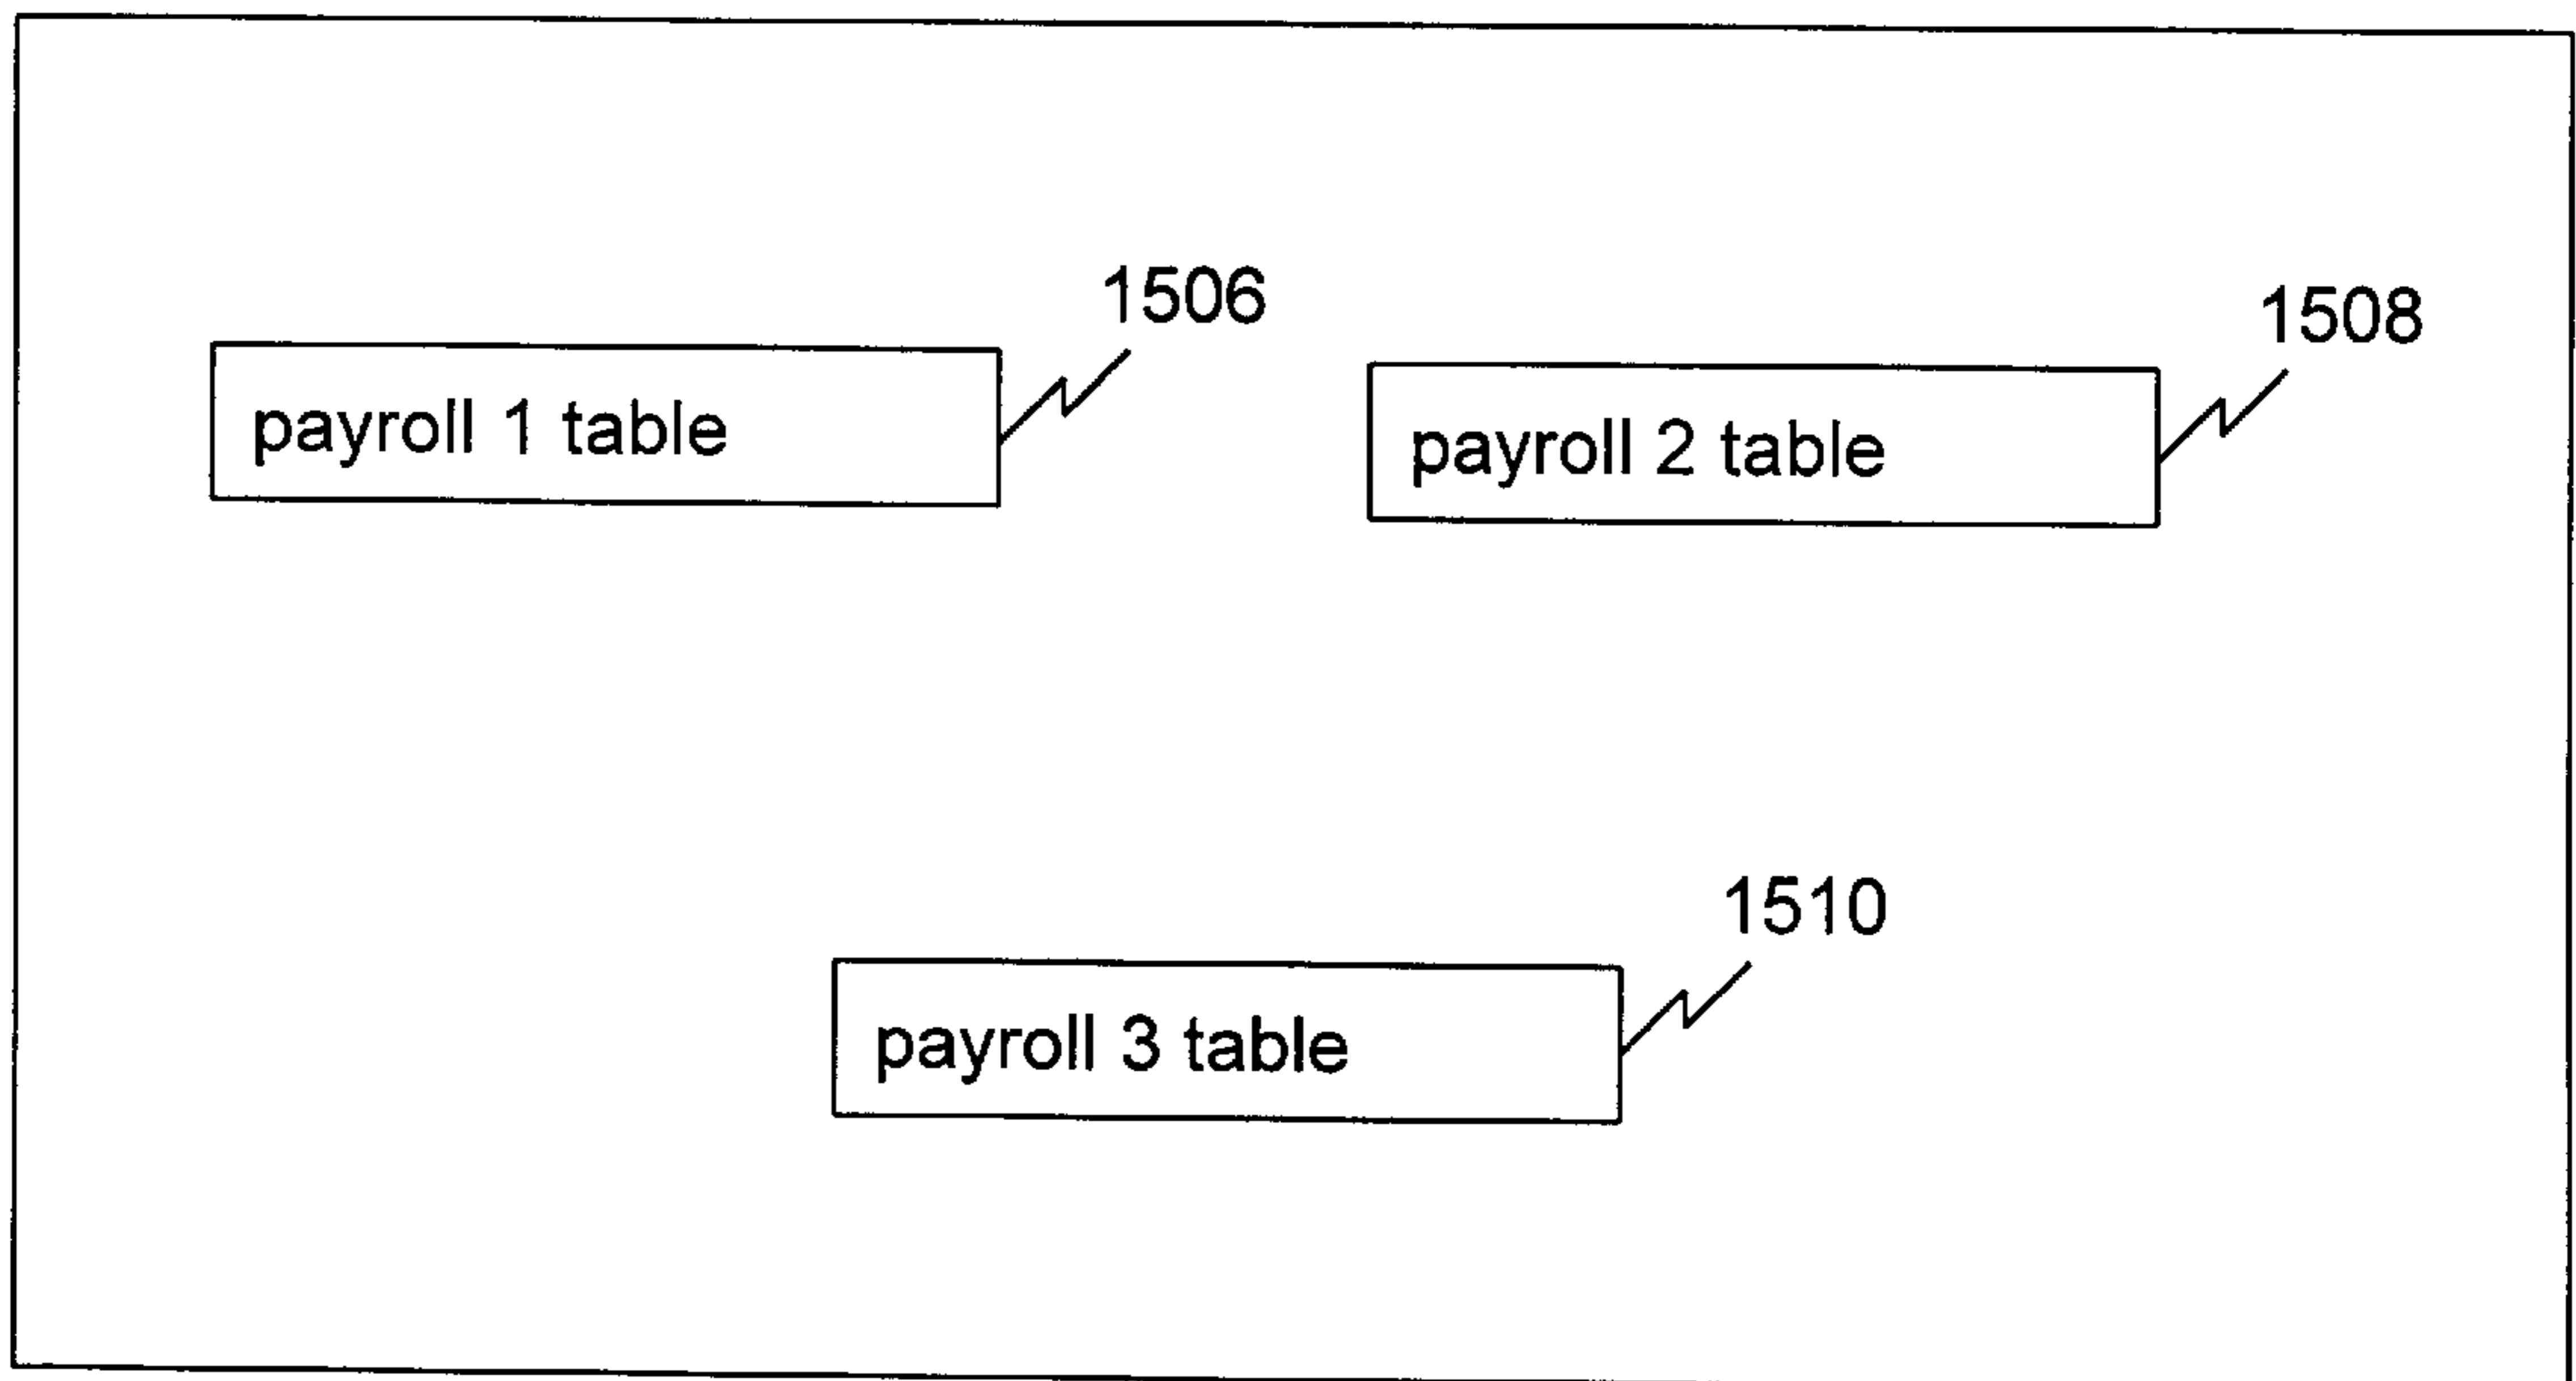 1506
1508
payroll 1 table
payroll 2 table
1510
payroll 3 table